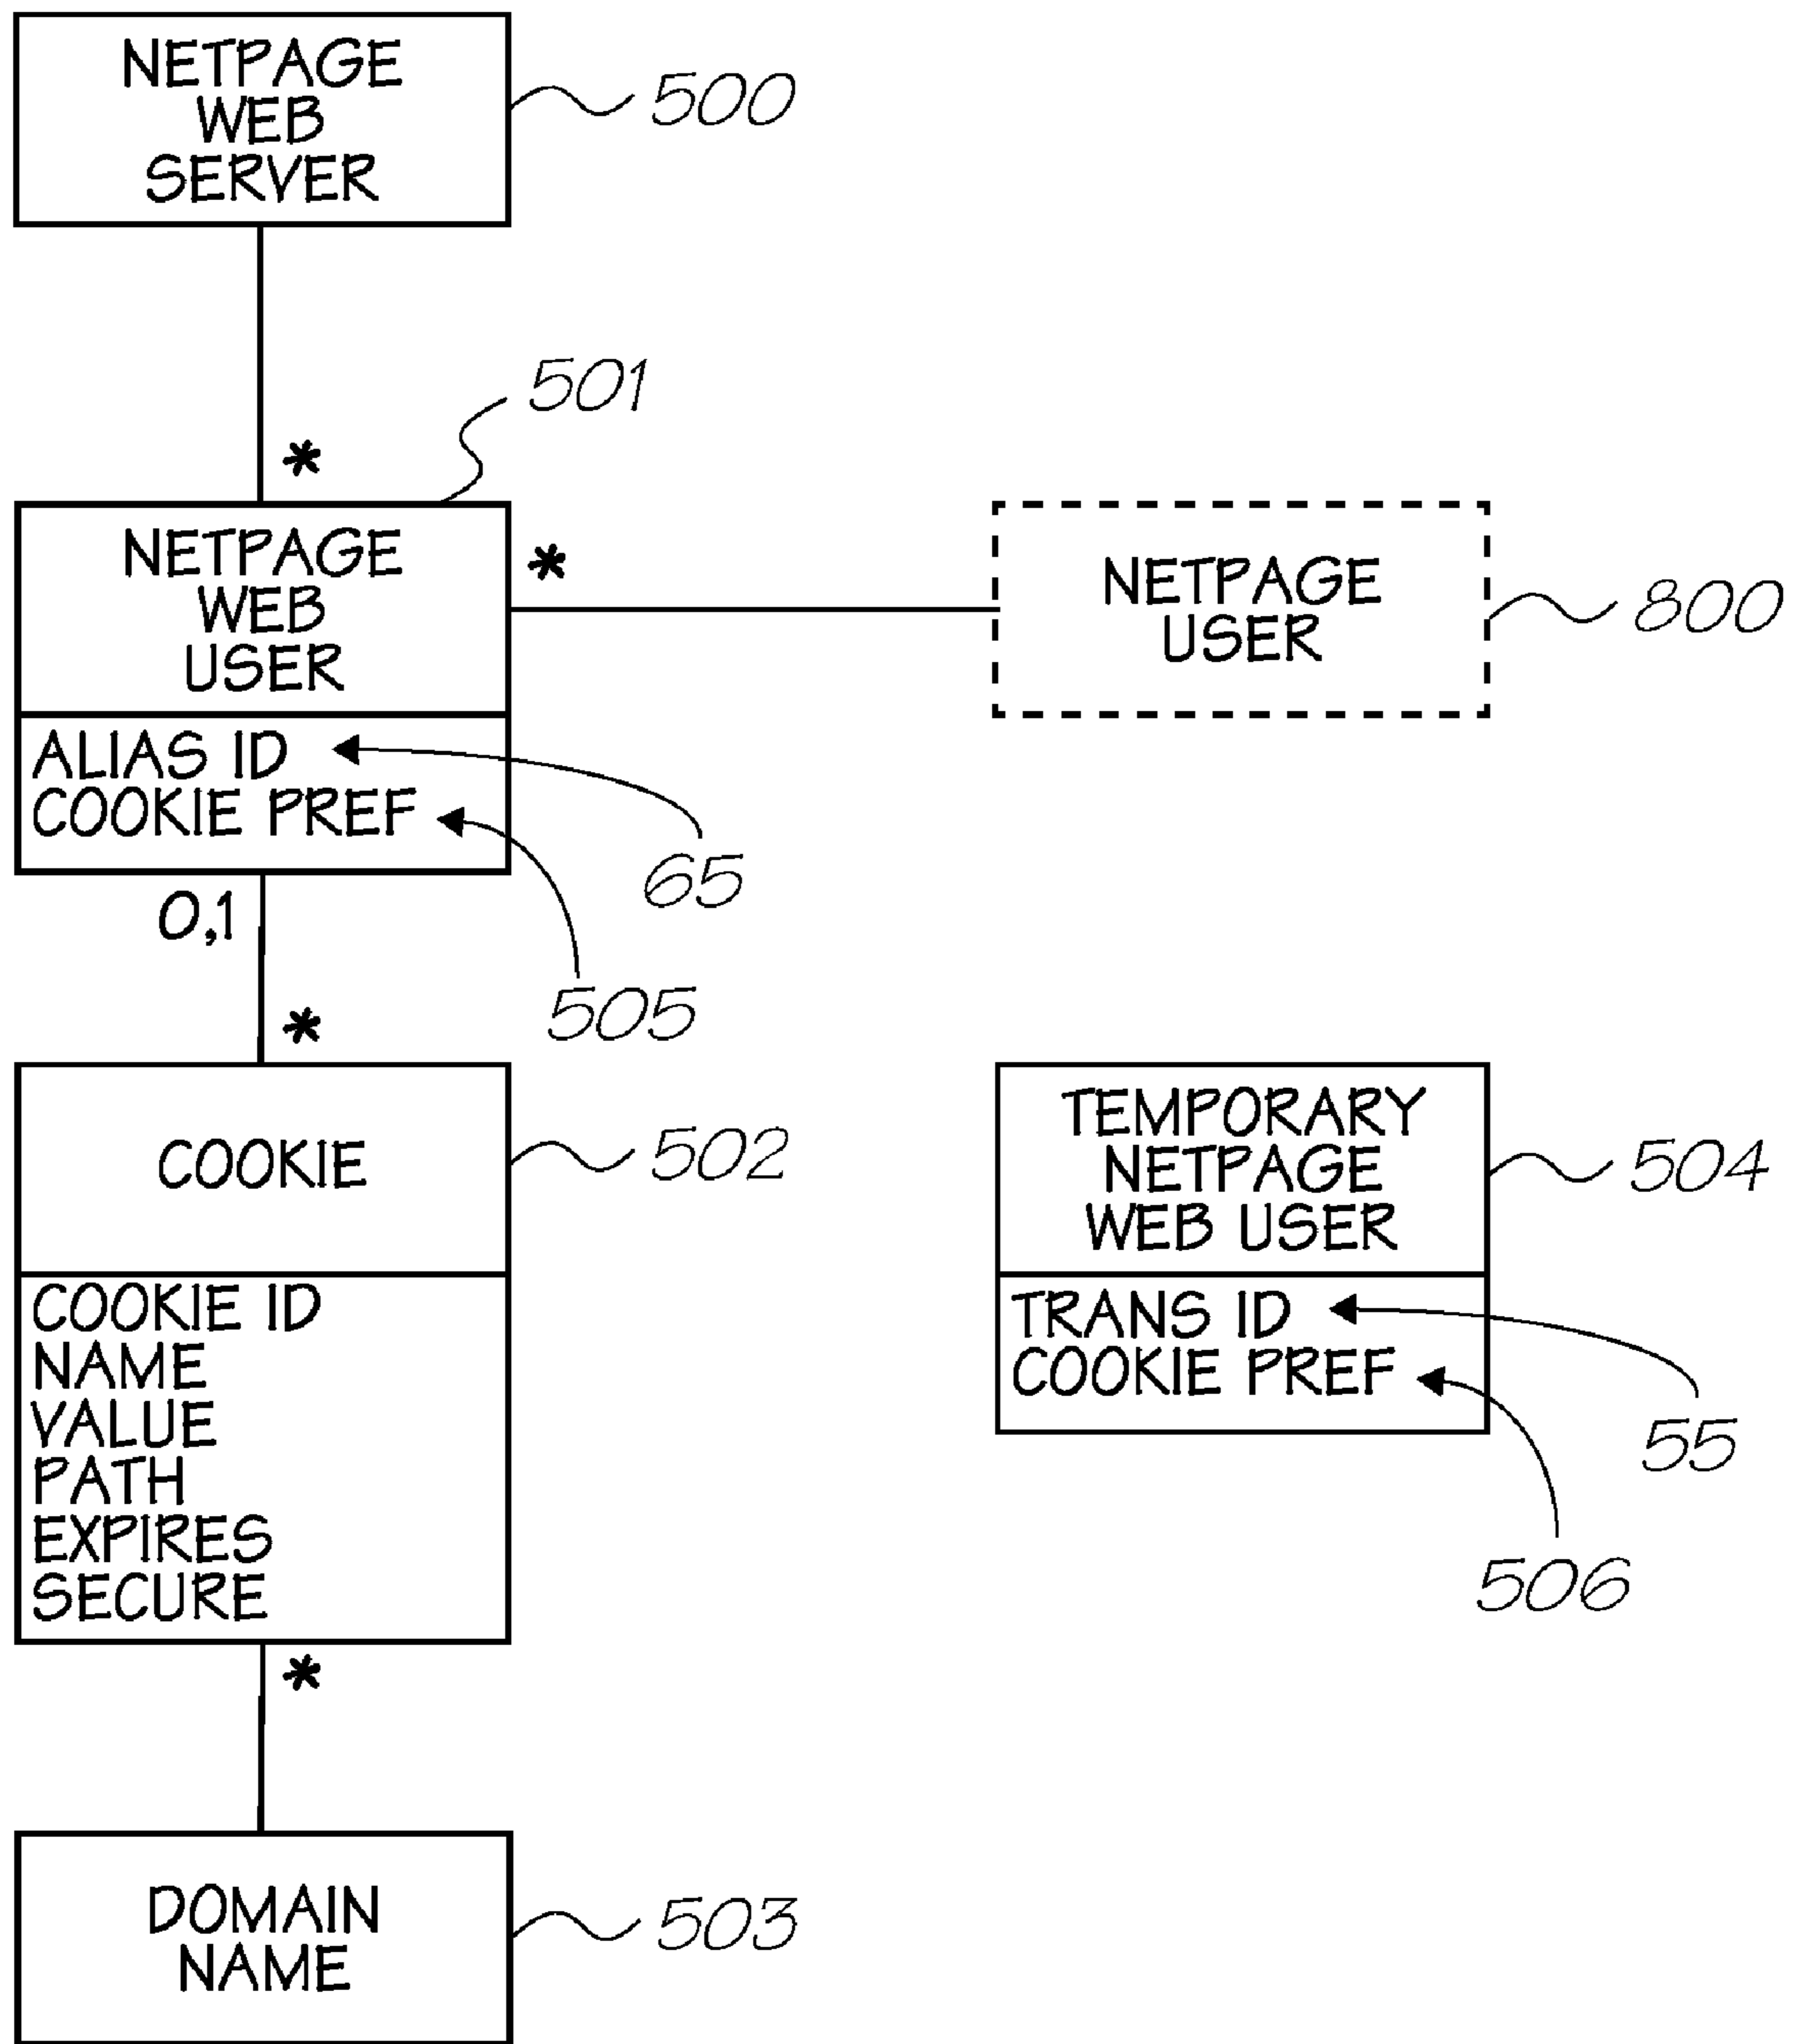 NETPAGE
WEB
SERVER
500
501
*
NETPAGE
WEB
USER
*
NETPAGE
USER
800
ALIAS ID
COOKIE PREF
65
0,1
505
*
COOKIE
502
COOKIE ID
NAME
VALUE
PATH
EXPIRES
SECURE
TEMPORARY
NETPAGE
WEB USER
504
TRANS ID
COOKIE PREF
55
506
*
DOMAIN
NAME
503